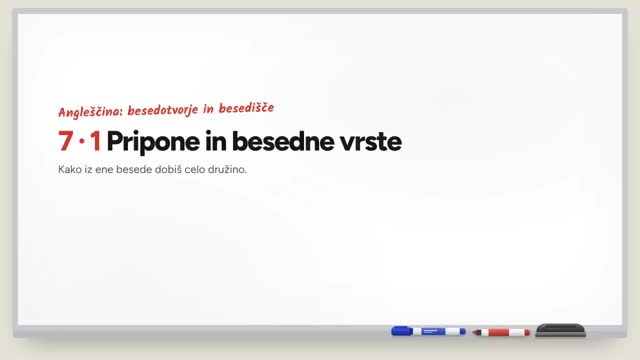 Angleščina: besedotvorje in besedišče
7 · 1 Pripone in besedne vrste
Kako iz ene besede dobiš celo družino.